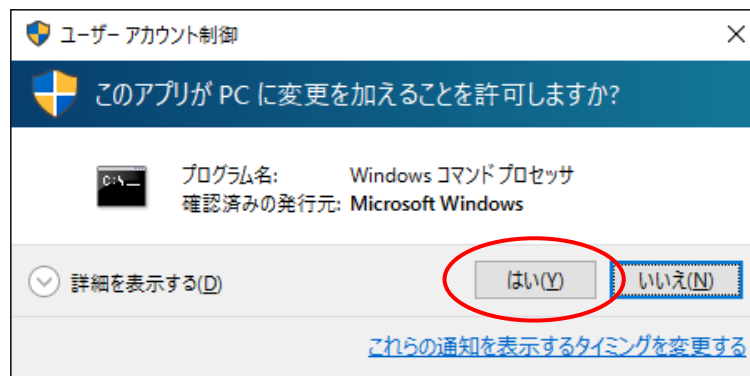 ユーザー アカウント制御
このアプリが PC に変更を加えることを許可しますか?
C:\_
プログラム名: Windows コマンド プロセッサ
確認済みの発行元: Microsoft Windows
詳細を表示する(D)
はい(Y)
いいえ(N)
これらの通知を表示するタイミングを変更する